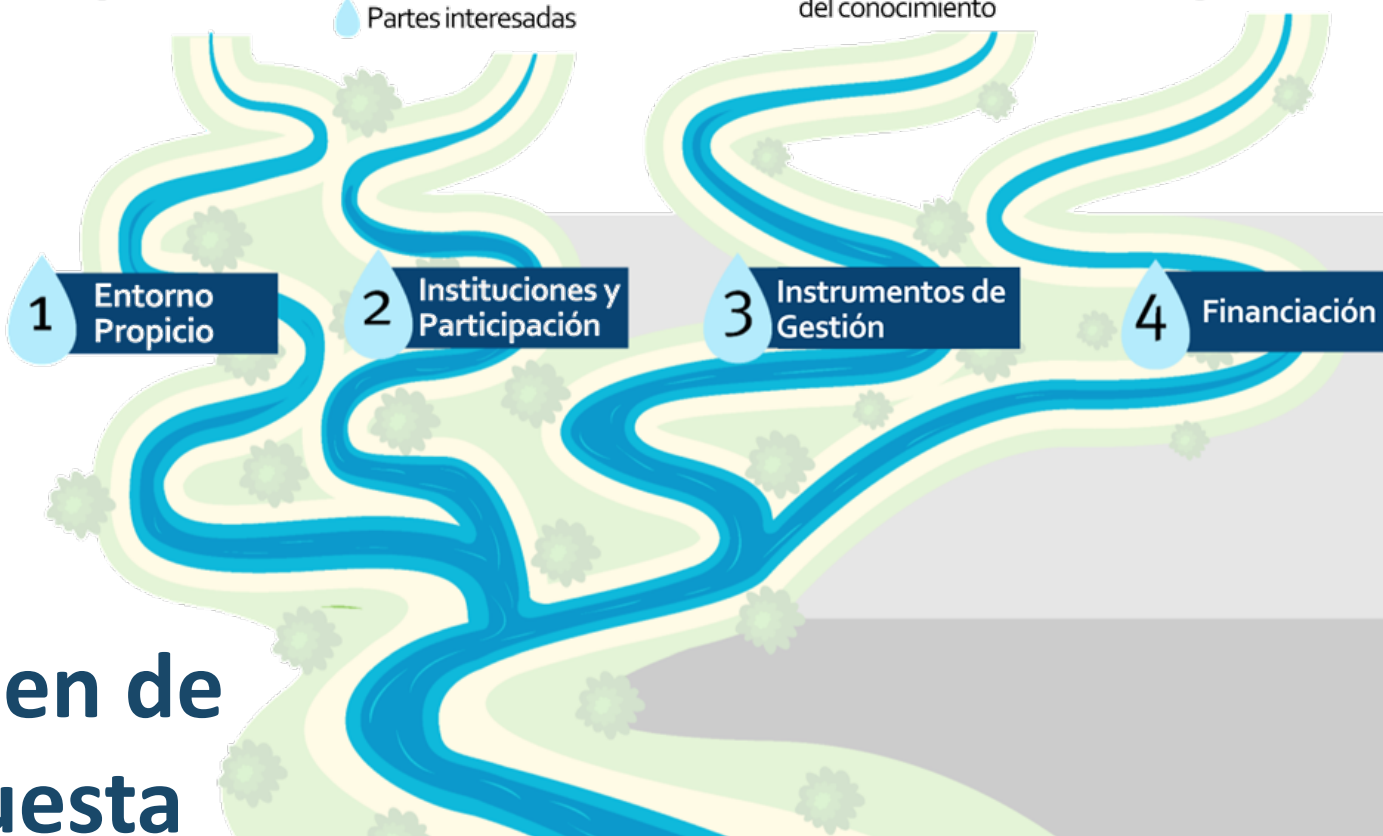 Partes interesadas
del conocimiento
1
Entorno
Propicio
2
Instituciones y
Participación
3
Instrumentos de
Gestión
4
Financiación
en de
uesta